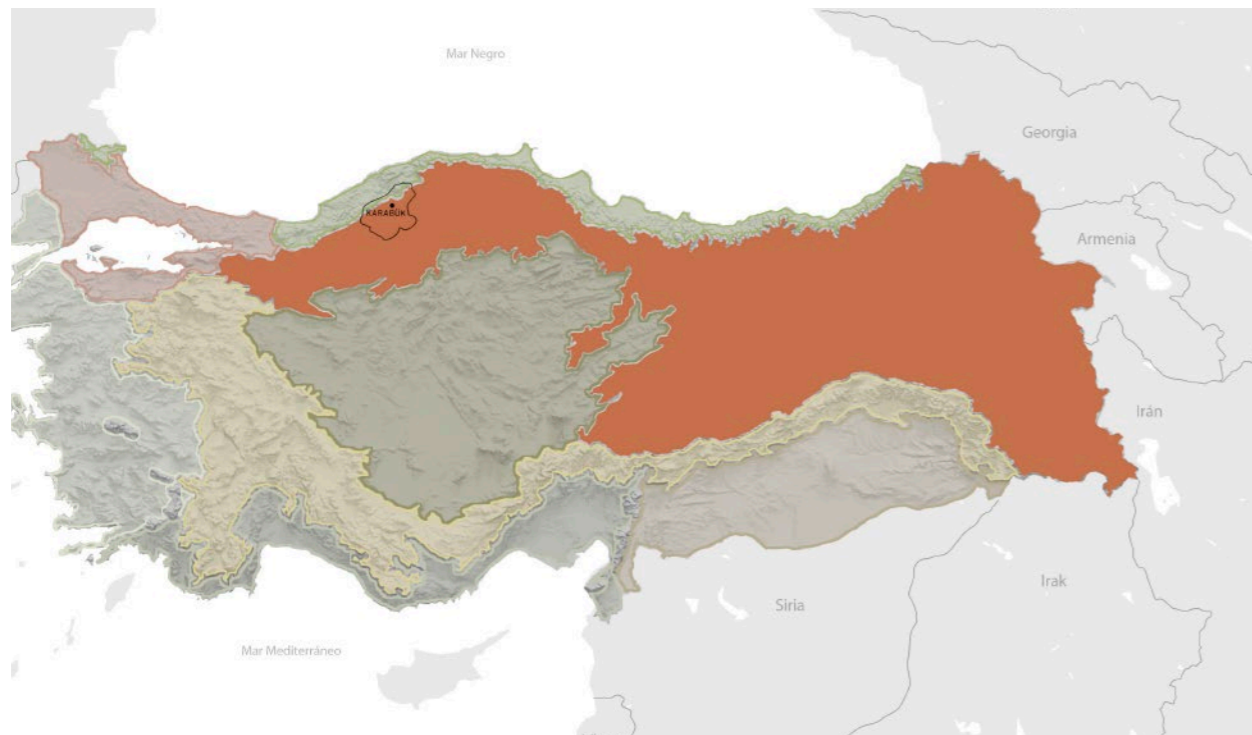 Mar Negro
Georgia
KARABÜK
Armenia
Irán
Irak
Siria
Mar Mediterráneo